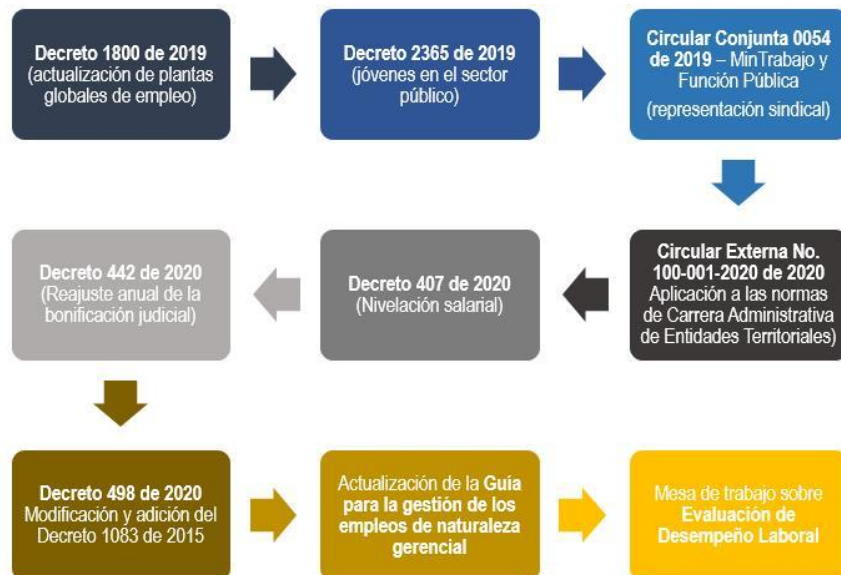 Decreto 1800 de 2019
(actualización de plantas
globales de empleo)
Decreto 2365 de 2019
(jóvenes en el sector
público)
Circular Conjunta 0054
de 2019 – MinTrabajo y
Función Pública
(representación sindical)
Circular Externa No.
100-001-2020 de 2020
Aplicación a las normas
de Carrera Administrativa
de Entidades Territoriales)
Decreto 407 de 2020
(Nivelación salarial)
Decreto 442 de 2020
(Reajuste anual de la
bonificación judicial)
Decreto 498 de 2020
Modificación y adición del
Decreto 1083 de 2015
Actualización de la Guía
para la gestión de los
empleos de naturaleza
gerencial
Mesa de trabajo sobre
Evaluación de
Desempeño Laboral